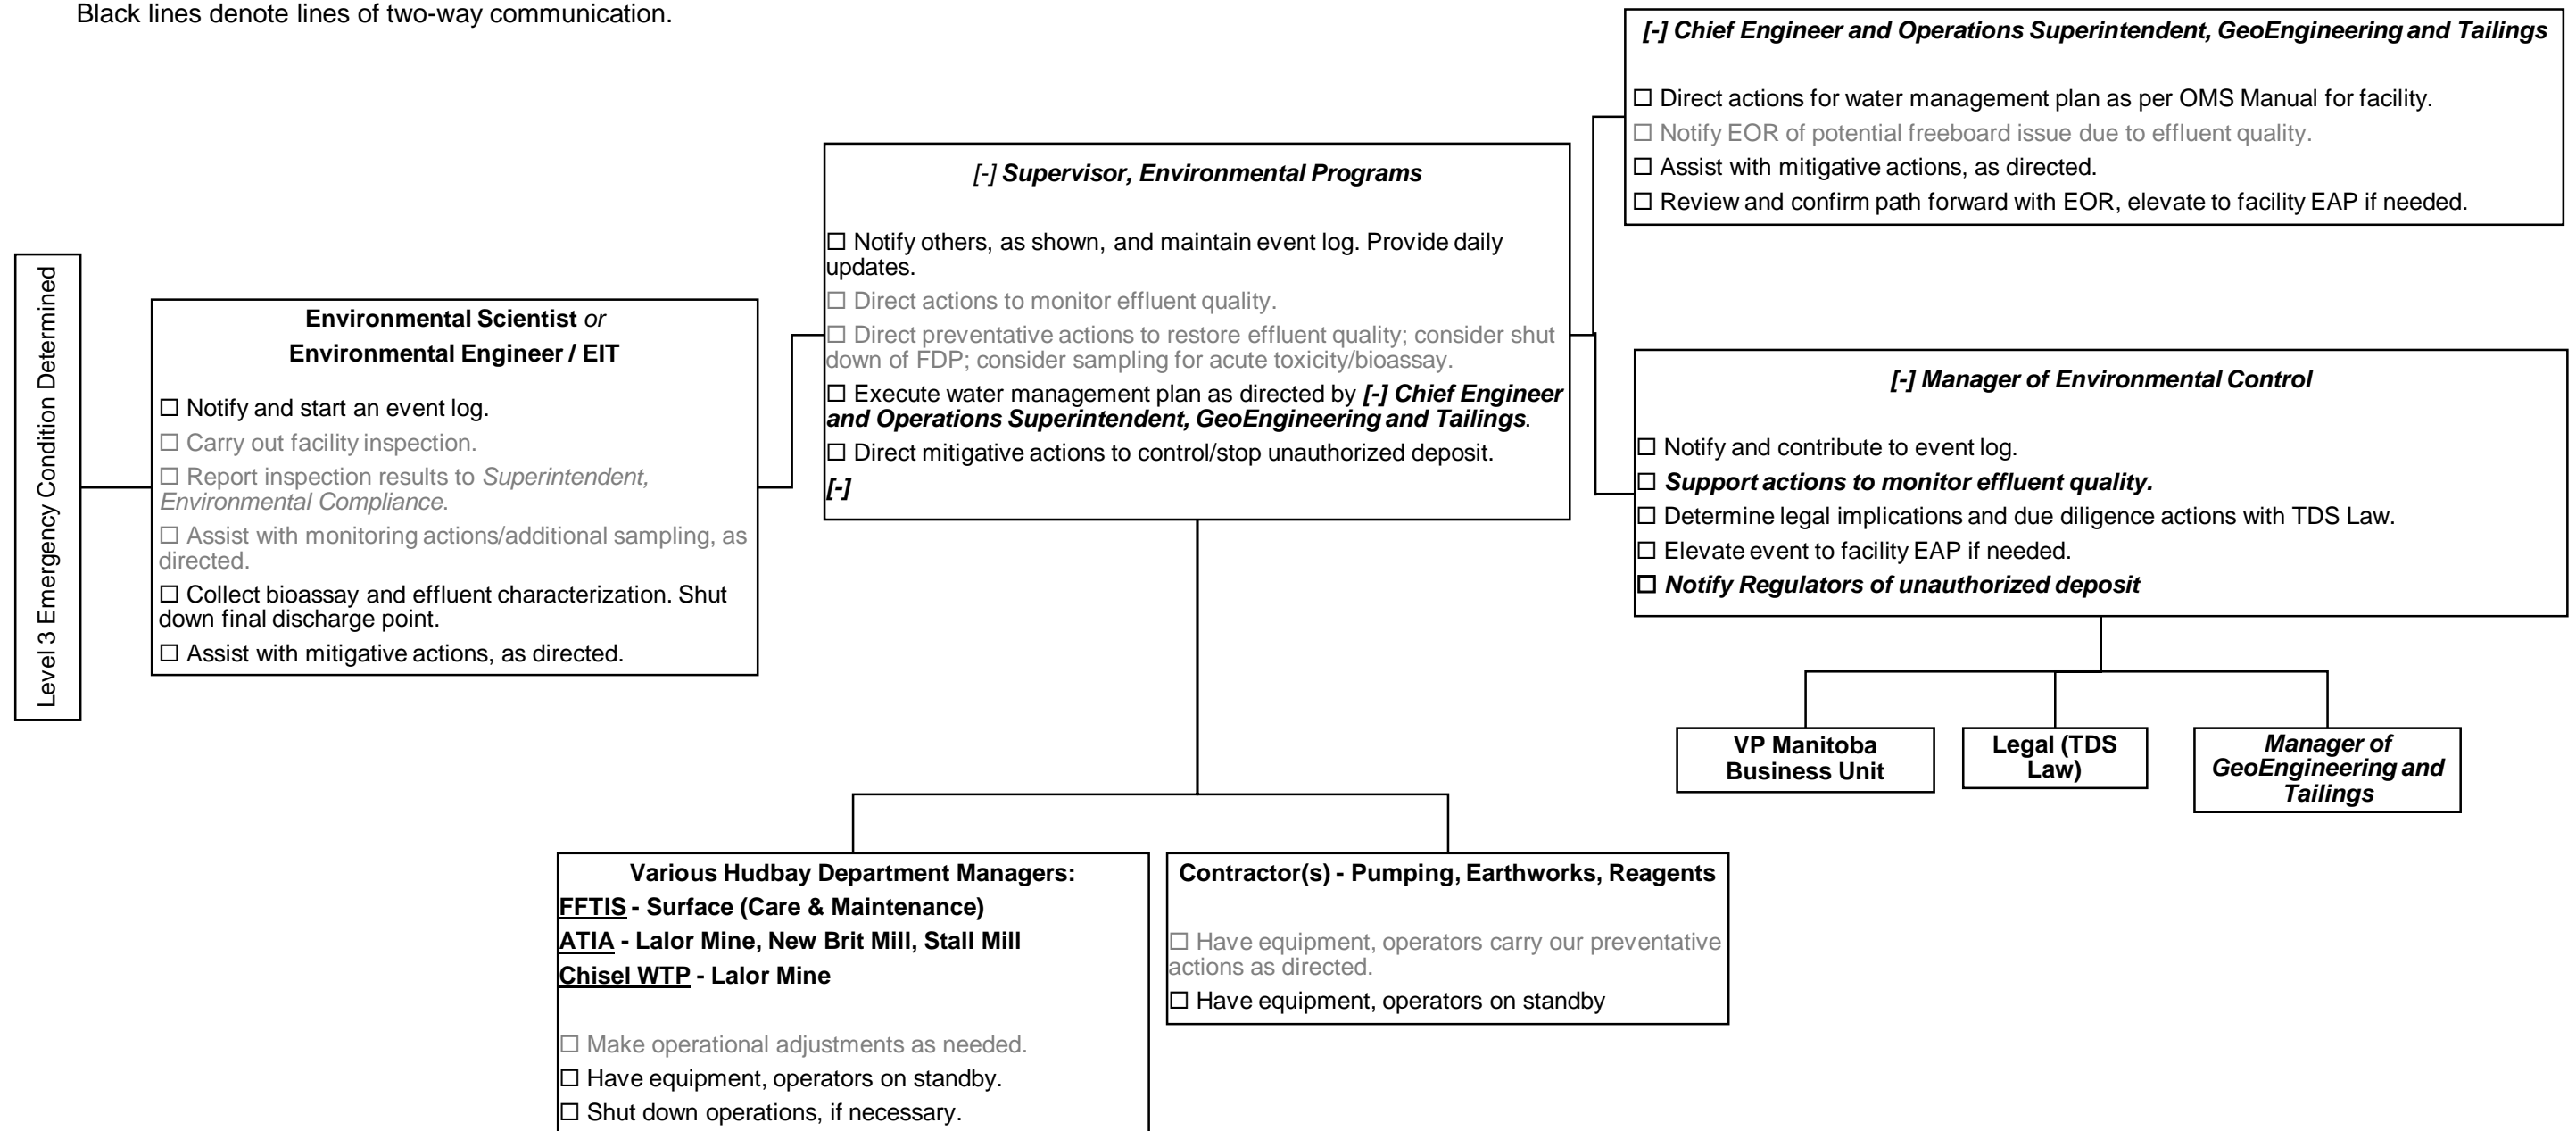 Black lines denote lines of two-way communication.
Level 3 Emergency Condition Determined
Environmental Scientist or
Environmental Engineer / EIT
☐ Notify and start an event log.
☐ Carry out facility inspection.
☐ Report inspection results to Superintendent,
Environmental Compliance.
☐ Assist with monitoring actions/additional sampling, as
directed.
☐ Collect bioassay and effluent characterization. Shut
down final discharge point.
☐ Assist with mitigative actions, as directed.
[-] Supervisor, Environmental Programs
☐ Notify others, as shown, and maintain event log. Provide daily
updates.
☐ Direct actions to monitor effluent quality.
☐ Direct preventative actions to restore effluent quality; consider shut
down of FDP; consider sampling for acute toxicity/bioassay.
☐ Execute water management plan as directed by [-] Chief Engineer
and Operations Superintendent, GeoEngineering and Tailings.
☐ Direct mitigative actions to control/stop unauthorized deposit.
[-]
[-] Chief Engineer and Operations Superintendent, GeoEngineering and Tailings
☐ Direct actions for water management plan as per OMS Manual for facility.
☐ Notify EOR of potential freeboard issue due to effluent quality.
☐ Assist with mitigative actions, as directed.
☐ Review and confirm path forward with EOR, elevate to facility EAP if needed.
[-] Manager of Environmental Control
☐ Notify and contribute to event log.
☐ Support actions to monitor effluent quality.
☐ Determine legal implications and due diligence actions with TDS Law.
☐ Elevate event to facility EAP if needed.
☐ Notify Regulators of unauthorized deposit
VP Manitoba
Business Unit
Legal (TDS
Law)
Manager of
GeoEngineering and
Tailings
Various Hudbay Department Managers:
FFTIS - Surface (Care & Maintenance)
ATIA - Lalor Mine, New Brit Mill, Stall Mill
Chisel WTP - Lalor Mine
☐ Make operational adjustments as needed.
☐ Have equipment, operators on standby.
☐ Shut down operations, if necessary.
Contractor(s) - Pumping, Earthworks, Reagents
☐ Have equipment, operators carry our preventative
actions as directed.
☐ Have equipment, operators on standby